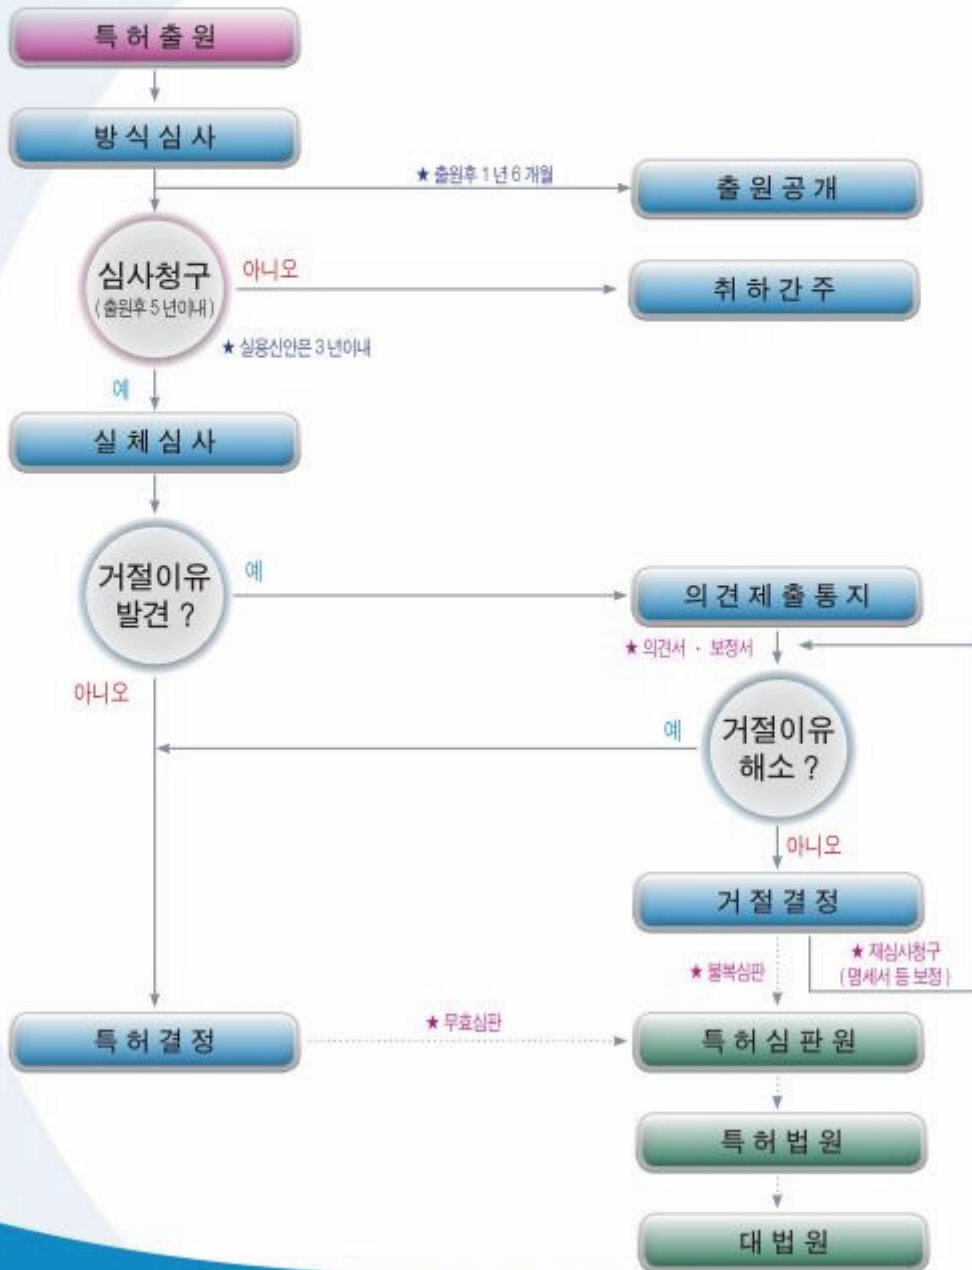 특허출원
방식심사
★ 출원후 1년 6개월
출원공개
심사청구
(출원후 5년이내)
아니오
취하간주
★ 실용신안은 3년이내
예
실체심사
거절이유
발견 ?
예
의견제출통지
★ 의견서 · 보정서
아니오
예
거절이유
해소 ?
아니오
거절결정
★ 불복심판
★ 재심사청구
(명세서 등 보정)
특허결정
★ 무효심판
특허심판원
특허법원
대법원